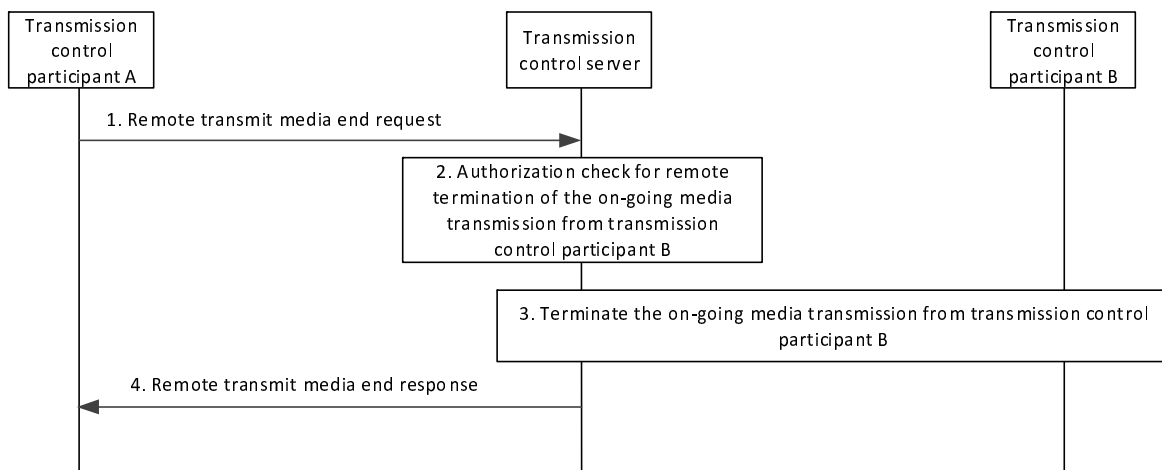 Transmission
control
participant A
Transmission
control server
Transmission
control
participant B
1. Remote transmit media end request
2. Authorization check for remote
termination of the on-going media
transmission from transmission
control participant B
3. Terminate the on-going media transmission from transmission control
participant B
4. Remote transmit media end response